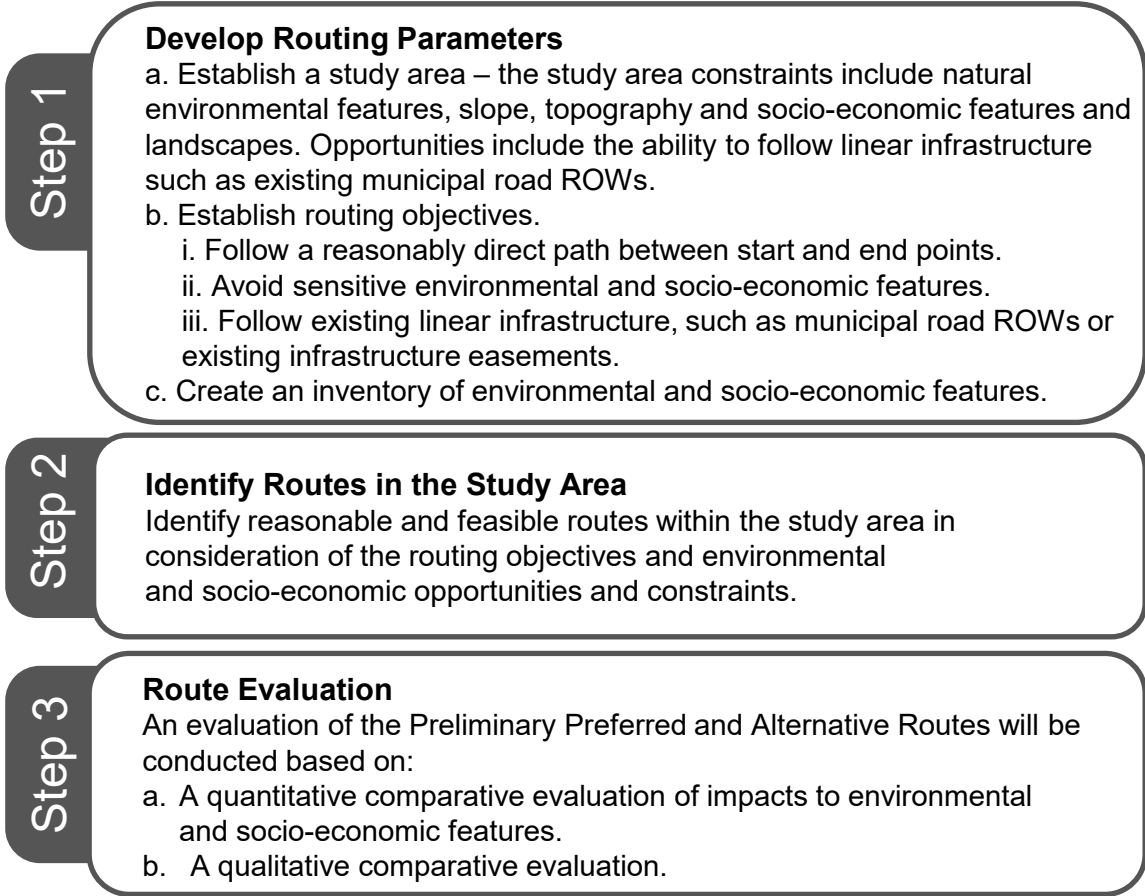 Step 1
Develop Routing Parameters
a. Establish a study area – the study area constraints include natural
environmental features, slope, topography and socio-economic features and
landscapes. Opportunities include the ability to follow linear infrastructure
such as existing municipal road ROWs.
b. Establish routing objectives.
i. Follow a reasonably direct path between start and end points.
ii. Avoid sensitive environmental and socio-economic features.
iii. Follow existing linear infrastructure, such as municipal road ROWs or
existing infrastructure easements.
c. Create an inventory of environmental and socio-economic features.
Step 2
Identify Routes in the Study Area
Identify reasonable and feasible routes within the study area in
consideration of the routing objectives and environmental
and socio-economic opportunities and constraints.
Step 3
Route Evaluation
An evaluation of the Preliminary Preferred and Alternative Routes will be
conducted based on:
a. A quantitative comparative evaluation of impacts to environmental
and socio-economic features.
b. A qualitative comparative evaluation.